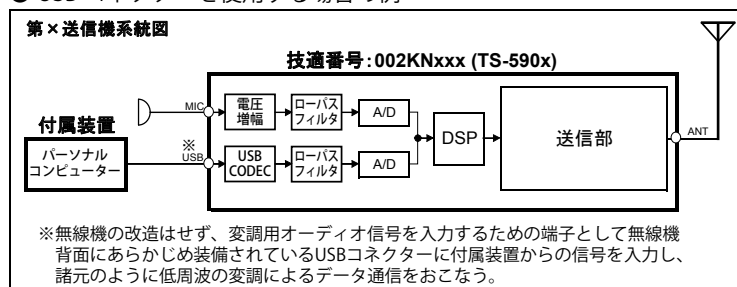 ● USBコネクターを使用する場合の例
第×送信機系統図
技適番号:002KNxxx (TS-590x)
付属装置
パーソナル
コンピューター
MIC
※
USB
電圧
増幅
ローパス
フィルタ
A/D
USB
CODEC
ローパス
フィルタ
A/D
DSP
送信部
ANT
※無線機の改造はせず、変調用オーディオ信号を入力するための端子として無線機
背面にあらかじめ装備されているUSBコネクターに付属装置からの信号を入力し、
諸元のように低周波の変調によるデータ通信をおこなう。